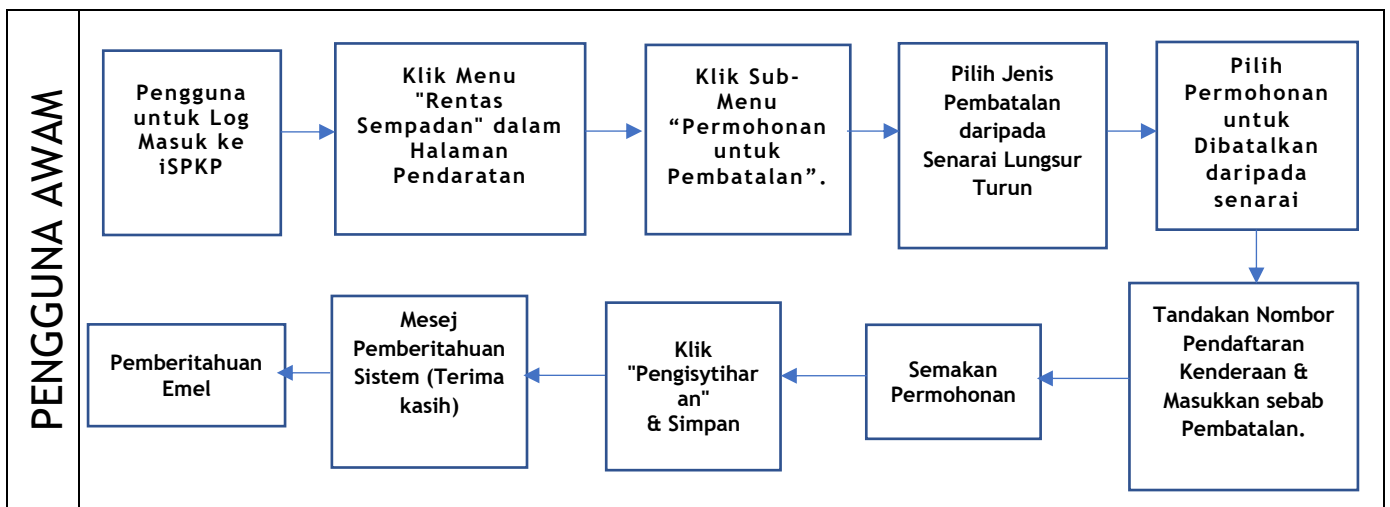 PENGGUNA AWAM
Pengguna
untuk Log
Masuk ke
iSPKP
Klik Menu
"Rentas
Sempadan" dalam
Halaman
Pendaratan
Klik Sub-
Menu
“Permohonan
untuk
Pembatalan”.
Pilih Jenis
Pembatalan
daripada
Senarai Lungsur
Turun
Pilih
Permohonan
untuk
Dibatalkan
daripada
senarai
Tandakan Nombor
Pendaftaran
Kenderaan &
Masukkan sebab
Pembatalan.
Semakan
Permohonan
Klik
"Pengisytihar
an"
& Simpan
Mesej
Pemberitahuan
Sistem (Terima
kasih)
Pemberitahuan
Emel